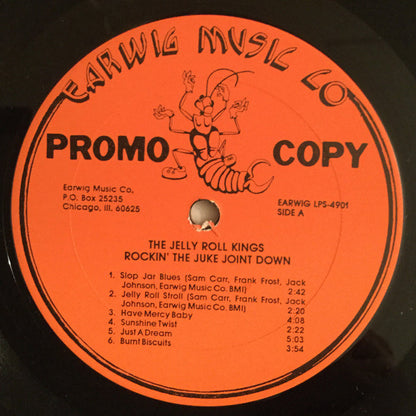 EARWIG MUSIC CO
PROMO COPY
Earwig Music Co.
P.O. Box 25235
Chicago, Ill. 60625
EARWIG LPS-4901
SIDE A
THE JELLY ROLL KINGS
ROCKIN' THE JUKE JOINT DOWN
1. Slop Jar Blues (Sam Carr, Frank Frost, Jack
Johnson, Earwig Music Co. BMI) 2:42
2. Jelly Roll Stroll (Sam Carr, Frank Frost, Jack
Johnson, Earwig Music Co. BMI) 2:20
3. Have Mercy Baby 4:08
4. Sunshine Twist 2:22
5. Just A Dream 5:03
6. Burnt Biscuits 3:54